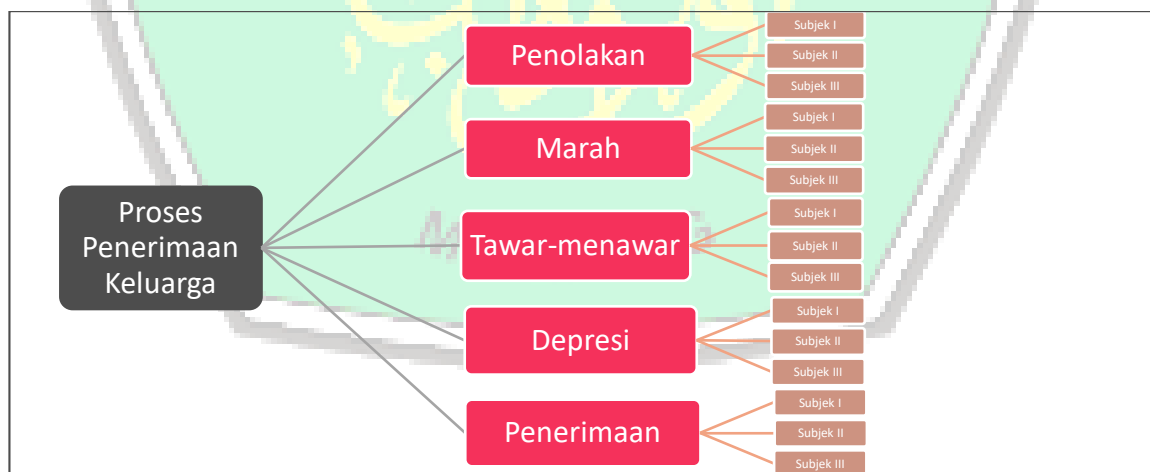 Proses
Penerimaan
Keluarga
Penolakan
Subjek I
Subjek II
Subjek III
Marah
Subjek I
Subjek II
Subjek III
Tawar-menawar
Subjek I
Subjek II
Subjek III
Depresi
Subjek I
Subjek II
Subjek III
Penerimaan
Subjek I
Subjek II
Subjek III